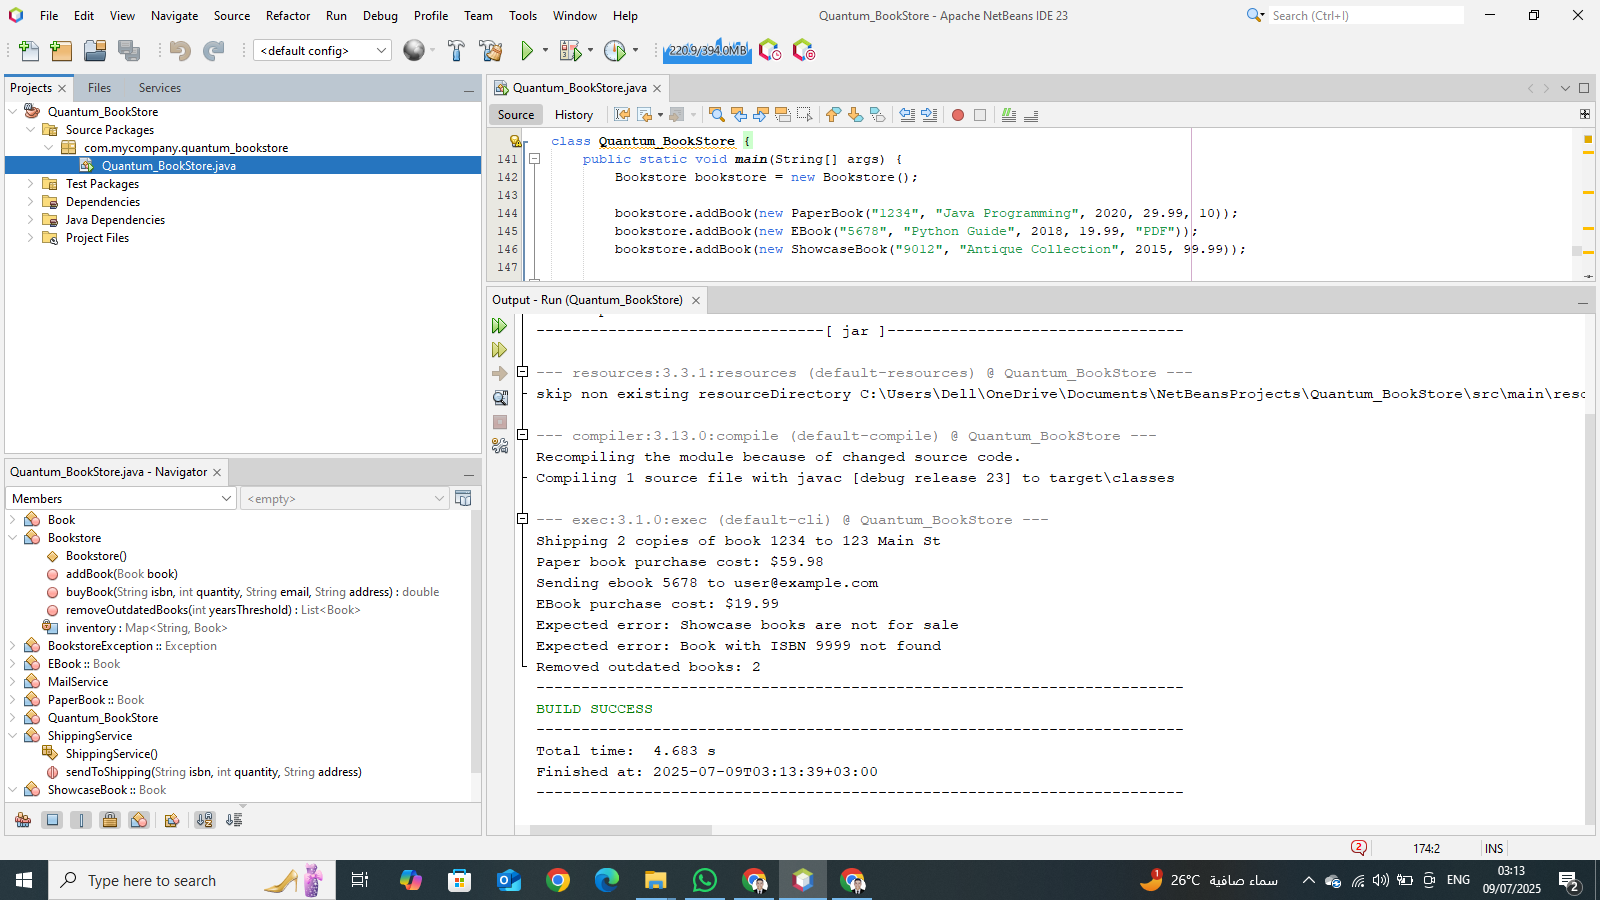 File Edit View Navigate Source Refactor Run Debug Profile Team Tools Window Help
Quantum_BookStore - Apache NetBeans IDE 23
Search (Ctrl+I)
<default config>
220.9/394.0MB
Projects Files Services
Quantum_BookStore
Source Packages
com.mycompany.quantum_bookstore
Quantum_BookStore.java
Test Packages
Dependencies
Java Dependencies
Project Files
Quantum_BookStore.java - Navigator
Members
<empty>
Book
Bookstore
Bookstore()
addBook(Book book)
buyBook(String isbn, int quantity, String email, String address) : double
removeOutdatedBooks(int yearsThreshold) : List<Book>
inventory : Map<String, Book>
BookstoreException :: Exception
EBook :: Book
MailService
PaperBook :: Book
Quantum_BookStore
ShippingService
ShippingService()
sendToShipping(String isbn, int quantity, String address)
ShowcaseBook :: Book
Quantum_BookStore.java
Source History
class Quantum_BookStore {
141 public static void main(String[] args) {
142 Bookstore bookstore = new Bookstore();
143
144 bookstore.addBook(new PaperBook("1234", "Java Programming", 2020, 29.99, 10));
145 bookstore.addBook(new EBook("5678", "Python Guide", 2018, 19.99, "PDF"));
146 bookstore.addBook(new ShowcaseBook("9012", "Antique Collection", 2015, 99.99));
147
Output - Run (Quantum_BookStore)
--------------------------------[ jar ]---------------------------------
--- resources:3.3.1:resources (default-resources) @ Quantum_BookStore ---
skip non existing resourceDirectory C:\Users\Dell\OneDrive\Documents\NetBeansProjects\Quantum_BookStore\src\main\resc
--- compiler:3.13.0:compile (default-compile) @ Quantum_BookStore ---
Recompiling the module because of changed source code.
Compiling 1 source file with javac [debug release 23] to target\classes
--- exec:3.1.0:exec (default-cli) @ Quantum_BookStore ---
Shipping 2 copies of book 1234 to 123 Main St
Paper book purchase cost: $59.98
Sending ebook 5678 to user@example.com
EBook purchase cost: $19.99
Expected error: Showcase books are not for sale
Expected error: Book with ISBN 9999 not found
Removed outdated books: 2
------------------------------------------------------------------------
BUILD SUCCESS
------------------------------------------------------------------------
Total time:  4.683 s
Finished at: 2025-07-09T03:13:39+03:00
------------------------------------------------------------------------
2
174:2
INS
Type here to search
1
26°C سماء صافية
ENG
03:13
09/07/2025
2